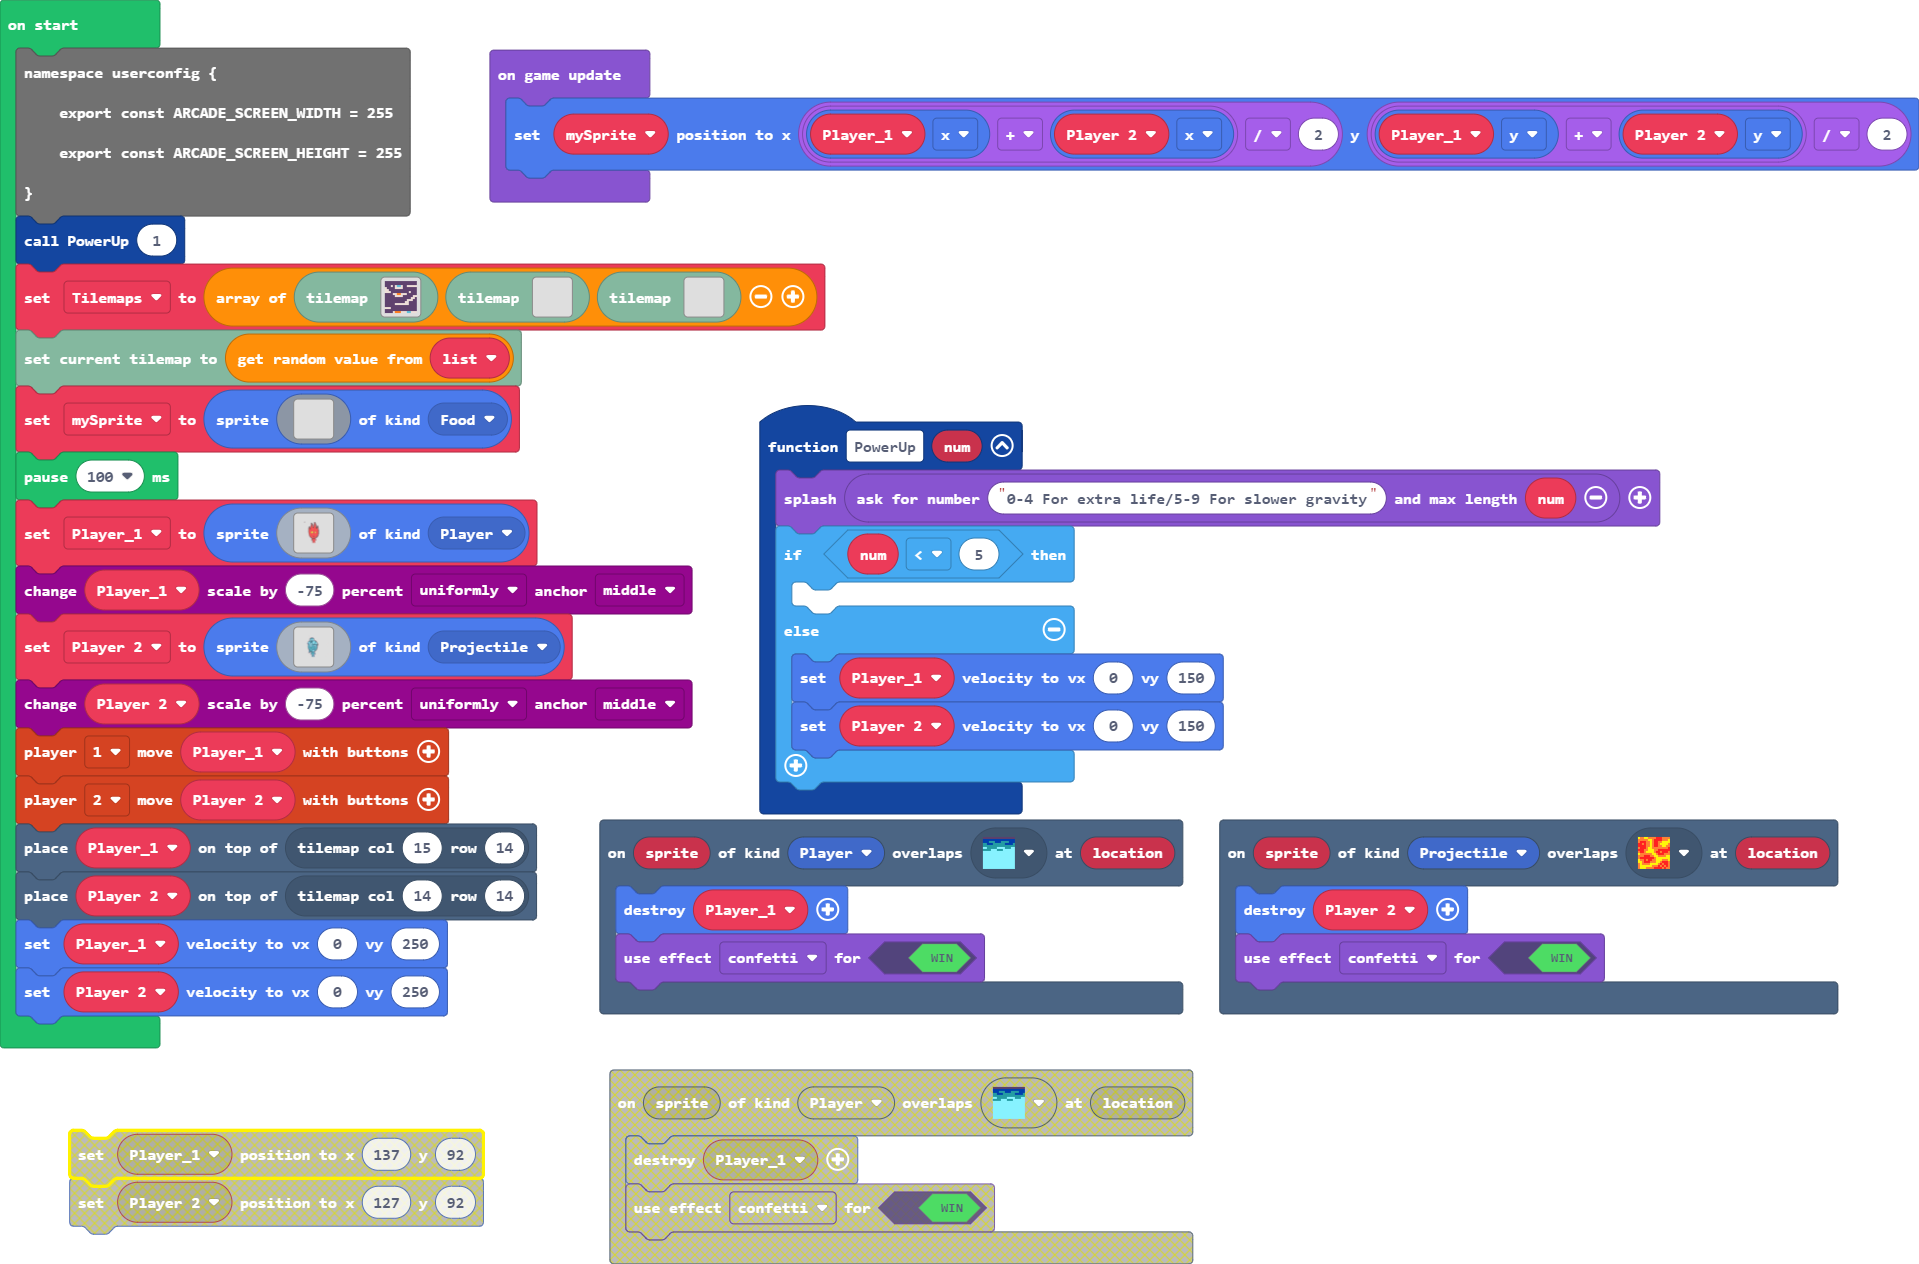 on start
namespace userconfig {
export const ARCADE_SCREEN_WIDTH = 255
export const ARCADE_SCREEN_HEIGHT = 255
}
call PowerUp 1
set Tilemaps to array of tilemap tilemap tilemap
set current tilemap to get random value from list
set mySprite to sprite of kind Food
pause 100 ms
set Player_1 to sprite of kind Player
change Player_1 scale by -75 percent uniformly anchor middle
set Player 2 to sprite of kind Projectile
change Player 2 scale by -75 percent uniformly anchor middle
player 1 move Player_1 with buttons
player 2 move Player 2 with buttons
place Player_1 on top of tilemap col 15 row 14
place Player 2 on top of tilemap col 14 row 14
set Player_1 velocity to vx 0 vy 250
set Player 2 velocity to vx 0 vy 250
on game update
set mySprite position to x Player_1 x + Player 2 x / 2 y Player_1 y + Player 2 y / 2
function PowerUp num
splash ask for number "0-4 For extra life/5-9 For slower gravity" and max length num
if num < 5 then
else
set Player_1 velocity to vx 0 vy 150
set Player 2 velocity to vx 0 vy 150
on sprite of kind Player overlaps at location
destroy Player_1
use effect confetti for WIN
on sprite of kind Projectile overlaps at location
destroy Player 2
use effect confetti for WIN
set Player_1 position to x 137 y 92
set Player 2 position to x 127 y 92
on sprite of kind Player overlaps at location
destroy Player_1
use effect confetti for WIN